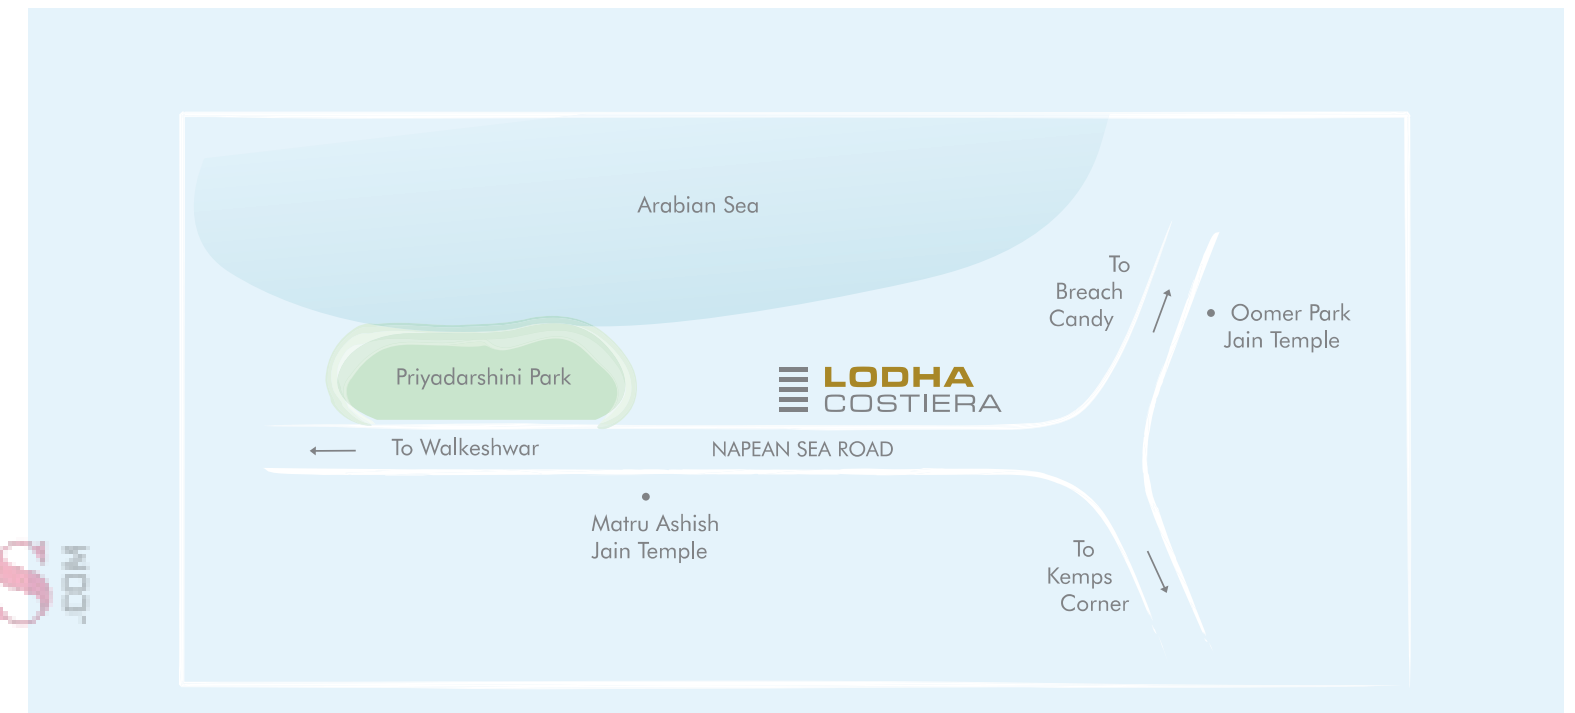 Arabian Sea
To
Breach
Candy
Oomer Park
Jain Temple
Priyadarshini Park
LODHA
COSTIERA
To Walkeshwar
NAPEAN SEA ROAD
Matru Ashish
Jain Temple
To
Kemps
Corner
S
.COM